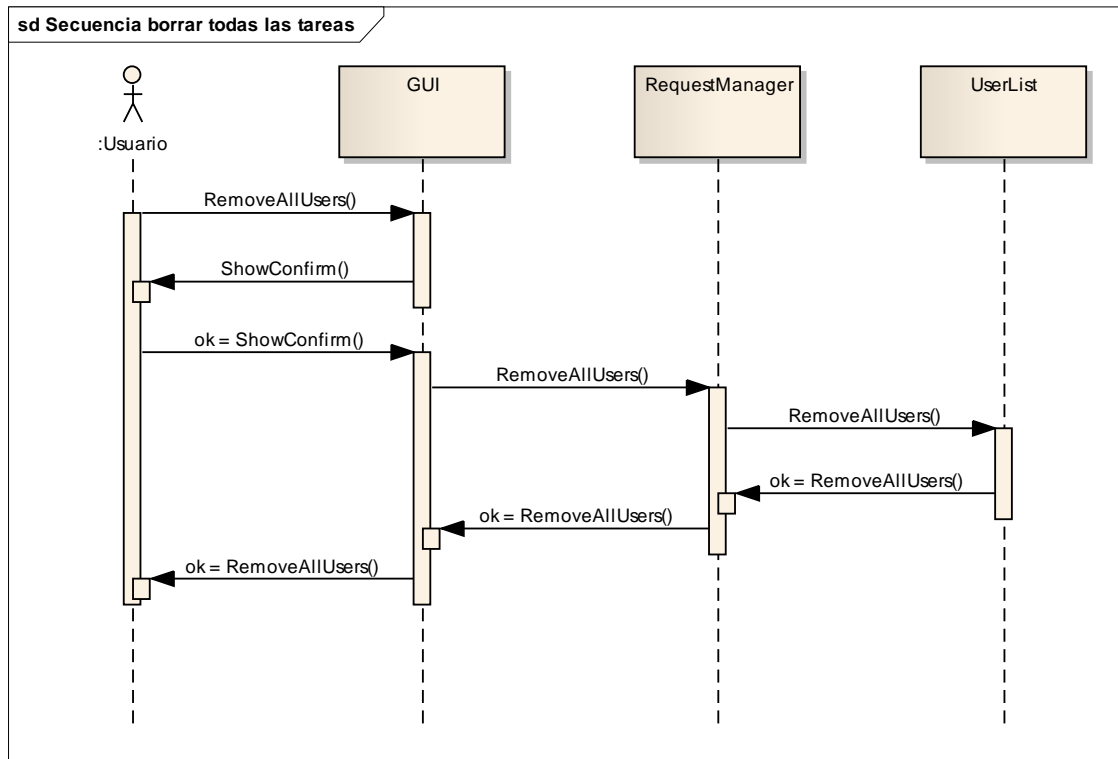 sd Secuencia borrar todas las tareas
:Usuario
GUI
RequestManager
UserList
RemoveAllUsers()
ShowConfirm()
ok = ShowConfirm()
RemoveAllUsers()
RemoveAllUsers()
ok = RemoveAllUsers()
ok = RemoveAllUsers()
ok = RemoveAllUsers()